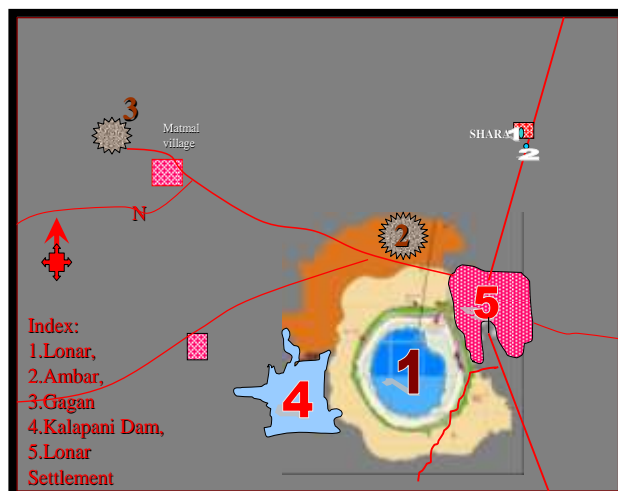 3
Matmal
village
SHARA
1
2
N
2
5
1
4
Index:
1.Lonar,
2.Ambar,
3.Gagan
4.Kalapani Dam,
5.Lonar
Settlement